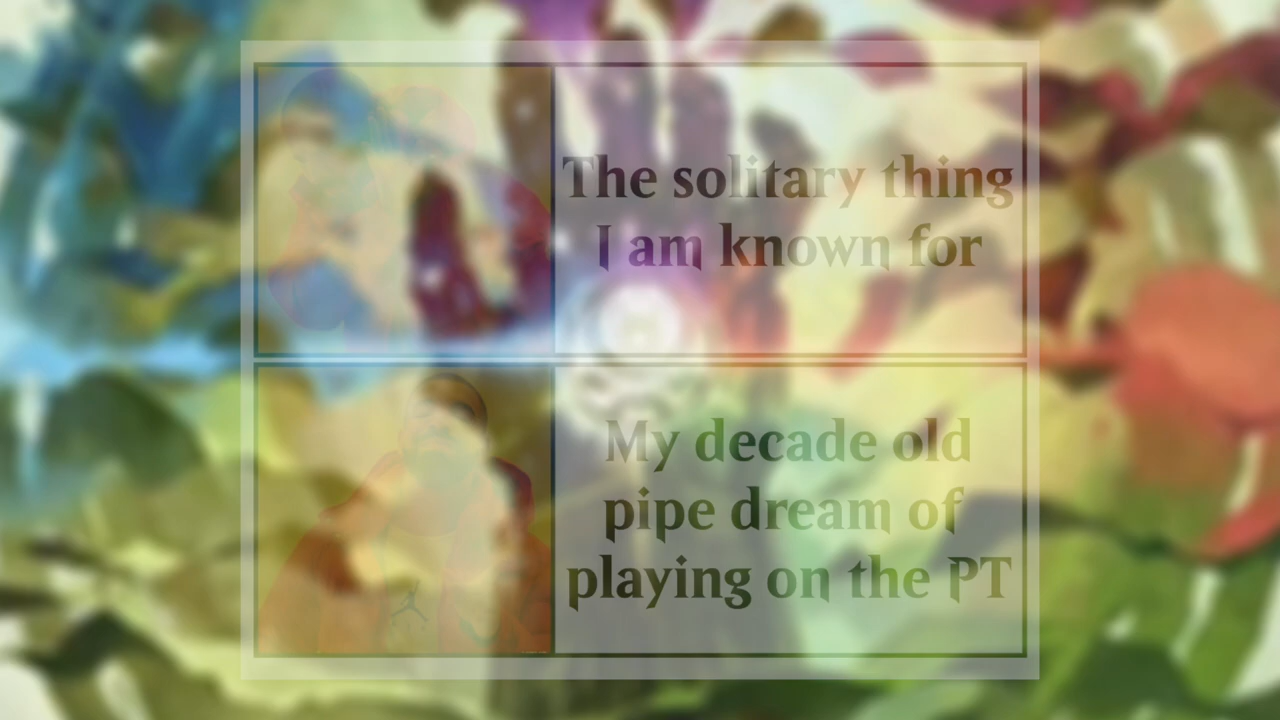 The solitary thing
I am known for
My decade old
pipe dream of
playing on the PT